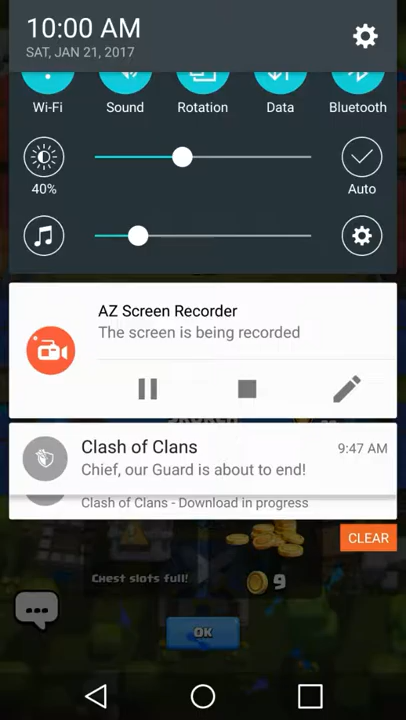 10:00 AM
SAT, JAN 21, 2017
Wi-Fi
Sound
Rotation
Data
Bluetooth
40%
Auto
AZ Screen Recorder
The screen is being recorded
Clash of Clans
9:47 AM
Chief, our Guard is about to end!
Clash of Clans - Download in progress
CLEAR
Chest slots full!
9
OK